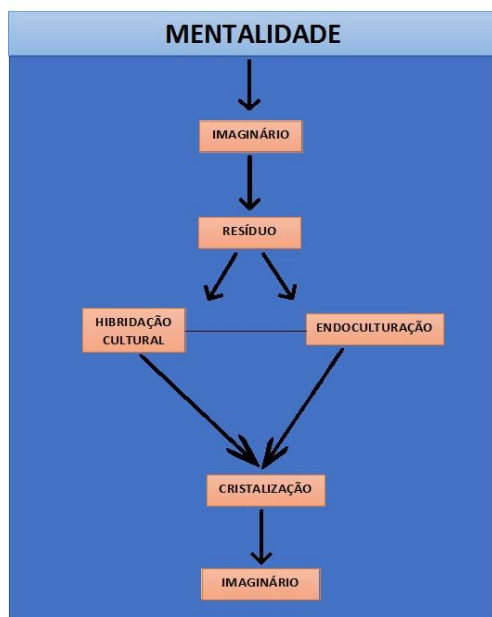 MENTALIDADE
IMAGINÁRIO
RESÍDUO
HIBRIDAÇÃO
CULTURAL
ENDOCULTURAÇÃO
CRISTALIZAÇÃO
IMAGINÁRIO